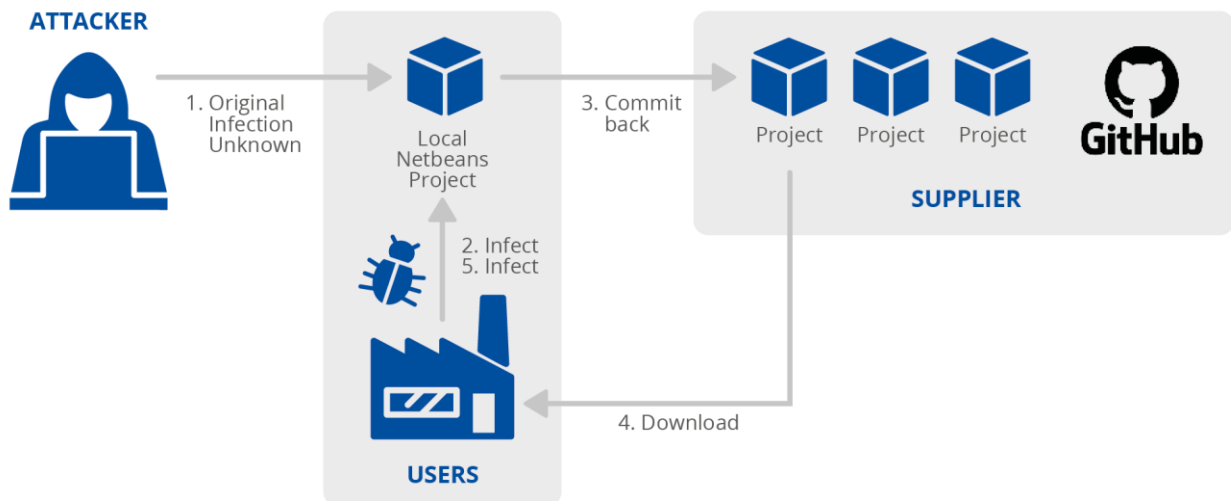 ATTACKER
1. Original
Infection
Unknown
Local
Netbeans
Project
3. Commit
back
Project
Project
Project
GitHub
SUPPLIER
2. Infect
5. Infect
4. Download
USERS